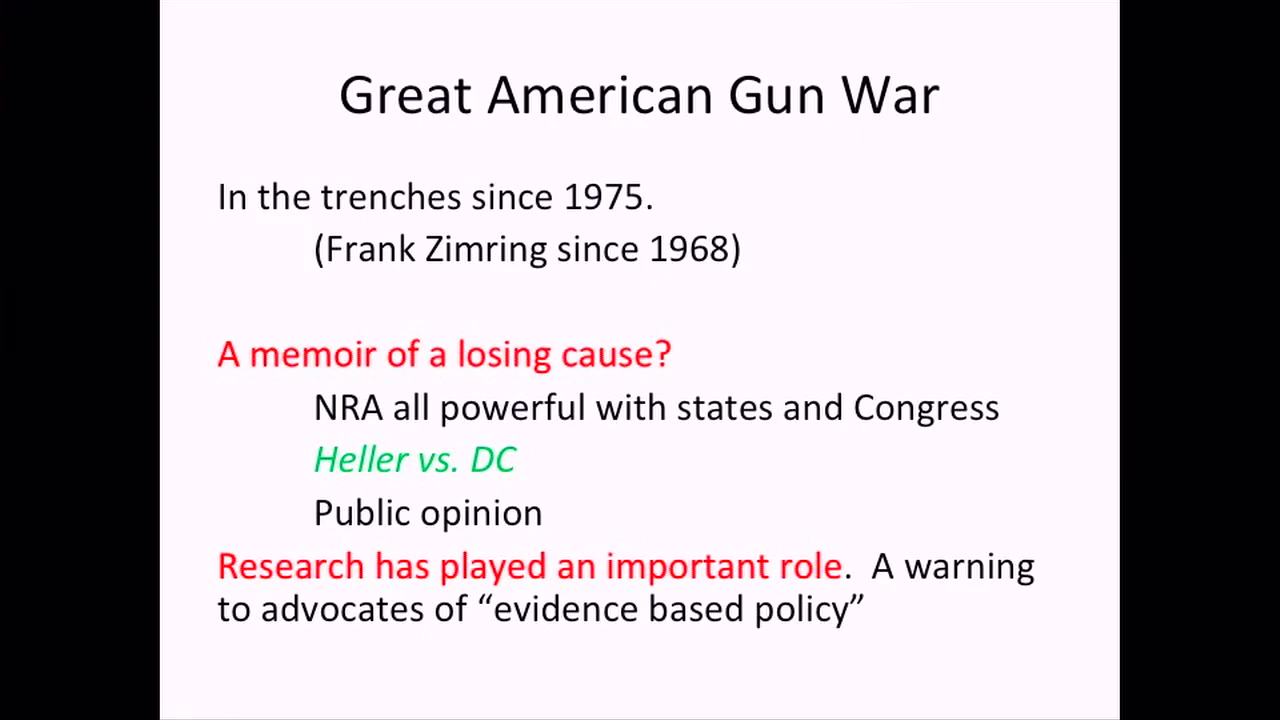 Great American Gun War
In the trenches since 1975.
(Frank Zimring since 1968)
A memoir of a losing cause?
NRA all powerful with states and Congress
Heller vs. DC
Public opinion
Research has played an important role.  A warning
to advocates of “evidence based policy”